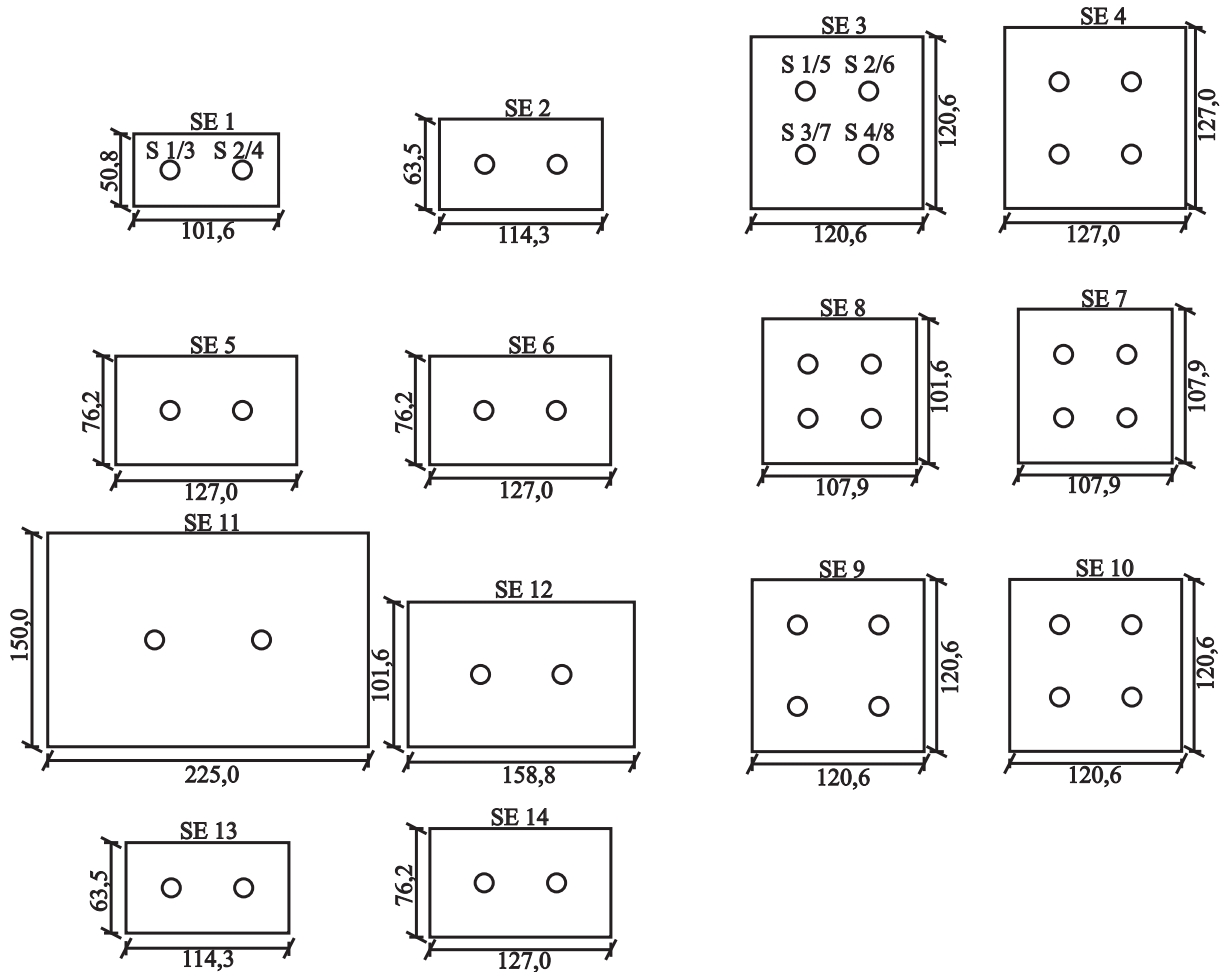 SE 1
S 1/3 S 2/4
50,8
101,6
SE 2
63,5
114,3
SE 3
S 1/5 S 2/6
S 3/7 S 4/8
120,6
120,6
SE 4
127,0
127,0
SE 5
76,2
127,0
SE 6
76,2
127,0
SE 8
101,6
107,9
SE 7
107,9
107,9
SE 11
150,0
225,0
SE 12
101,6
158,8
SE 9
120,6
120,6
SE 10
120,6
120,6
SE 13
63,5
114,3
SE 14
76,2
127,0